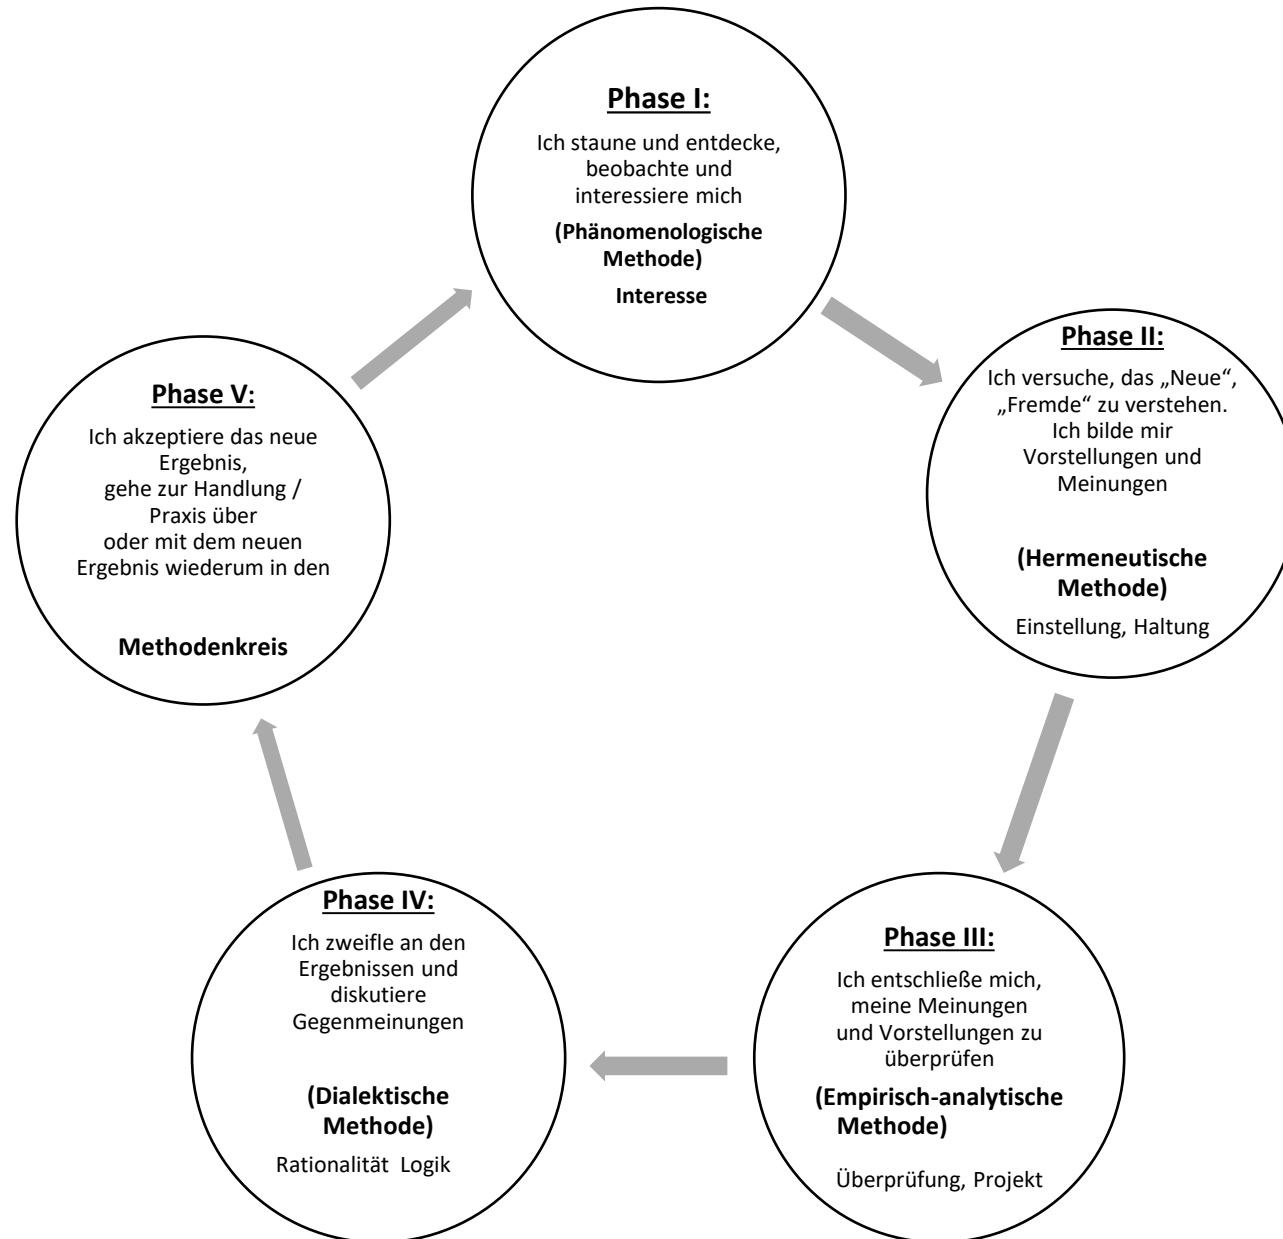 Phase I:
Ich staune und entdecke,
beobachte und
interessiere mich
(Phänomenologische
Methode)
Interesse
Phase II:
Ich versuche, das „Neue“,
„Fremde“ zu verstehen.
Ich bilde mir
Vorstellungen und
Meinungen
(Hermeneutische
Methode)
Einstellung, Haltung
Phase III:
Ich entschließe mich,
meine Meinungen
und Vorstellungen zu
überprüfen
(Empirisch-analytische
Methode)
Überprüfung, Projekt
Phase IV:
Ich zweifle an den
Ergebnissen und
diskutiere
Gegenmeinungen
(Dialektische
Methode)
Rationalität Logik
Phase V:
Ich akzeptiere das neue
Ergebnis,
gehe zur Handlung /
Praxis über
oder mit dem neuen
Ergebnis wiederum in den
Methodenkreis